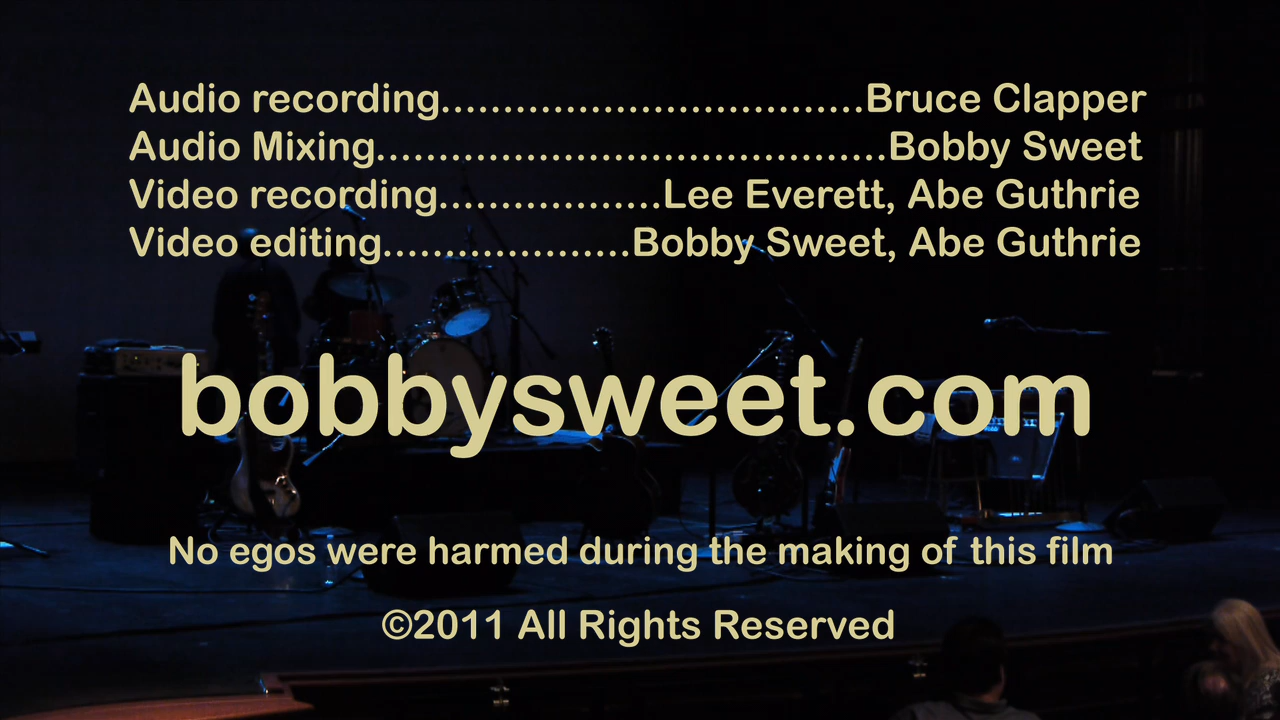 Audio recording..................................Bruce Clapper
Audio Mixing.........................................Bobby Sweet
Video recording..................Lee Everett, Abe Guthrie
Video editing....................Bobby Sweet, Abe Guthrie
bobbysweet.com
No egos were harmed during the making of this film
©2011 All Rights Reserved